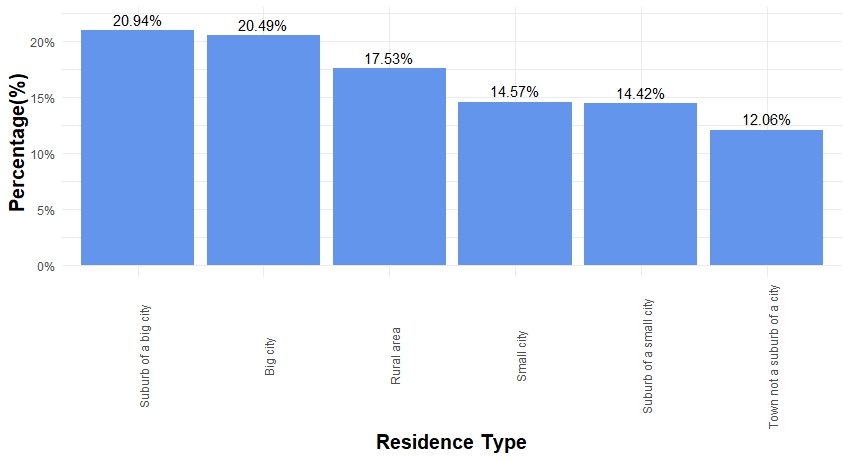 20.94%
20.49%
17.53%
14.57%
14.42%
12.06%
20%
15%
10%
5%
0%
Percentage(%)
Suburb of a big city
Big city
Rural area
Small city
Suburb of a small city
Town not a suburb of a city
Residence Type